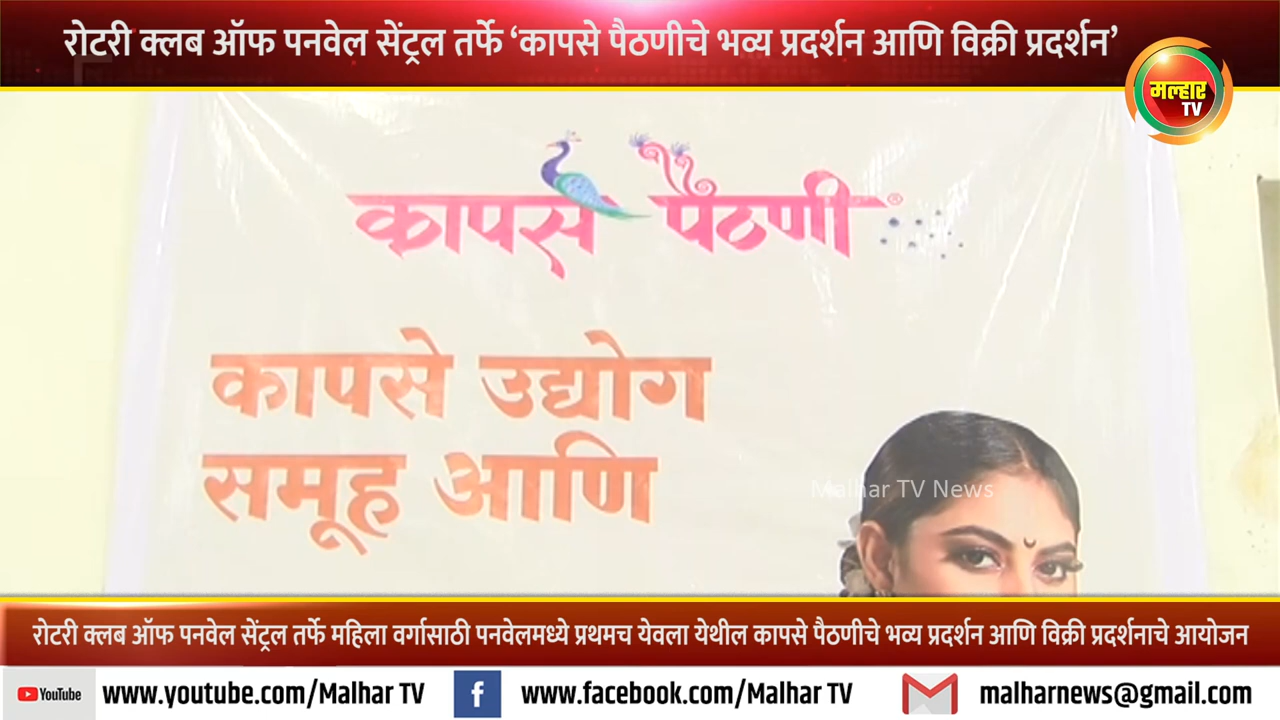 रोटरी क्लब ऑफ पनवेल सेंट्रल तर्फे ‘कापसे पैठणीचे भव्य प्रदर्शन आणि विक्री प्रदर्शन’
मल्हार
TV
कापसे पैठणी®
कापसे उद्योग
समूह आणि
Malhar TV News
रोटरी क्लब ऑफ पनवेल सेंट्रल तर्फे महिला वर्गासाठी पनवेलमध्ये प्रथमच येवला येथील कापसे पैठणीचे भव्य प्रदर्शन आणि विक्री प्रदर्शनाचे आयोजन
YouTube www.youtube.com/Malhar TV f www.facebook.com/Malhar TV malharnews@gmail.com